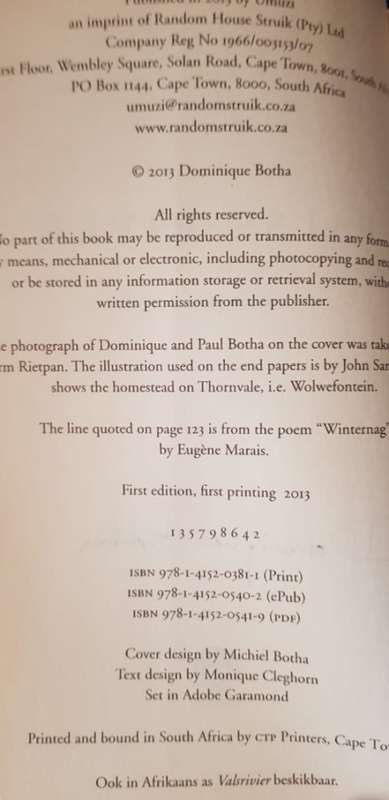 Published in 2013 by Umuzi
an imprint of Random House Struik (Pty) Ltd
Company Reg No 1966/003153/07
Floor, Wembley Square, Solan Road, Cape Town, 8001, South
PO Box 1144, Cape Town, 8000, South Africa
umuzi@randomstruik.co.za
www.randomstruik.co.za
© 2013 Dominique Botha
All rights reserved.
No part of this book may be reproduced or transmitted in any form
means, mechanical or electronic, including photocopying and
or be stored in any information storage or retrieval system,
written permission from the publisher.
photograph of Dominique and Paul Botha on the cover was
Rietpan. The illustration used on the end papers is by John
shows the homestead on Thornvale, i.e. Wolwefontein.
The line quoted on page 123 is from the poem “Winternag”
by Eugène Marais.
First edition, first printing 2013
1 3 5 7 9 8 6 4 2
ISBN 978-1-4152-0381-1 (Print)
ISBN 978-1-4152-0540-2 (ePub)
ISBN 978-1-4152-0541-9 (PDF)
Cover design by Michiel Botha
Text design by Monique Cleghorn
Set in Adobe Garamond
Printed and bound in South Africa by CTP Printers, Cape
Ook in Afrikaans as Valsrivier beskikbaar.